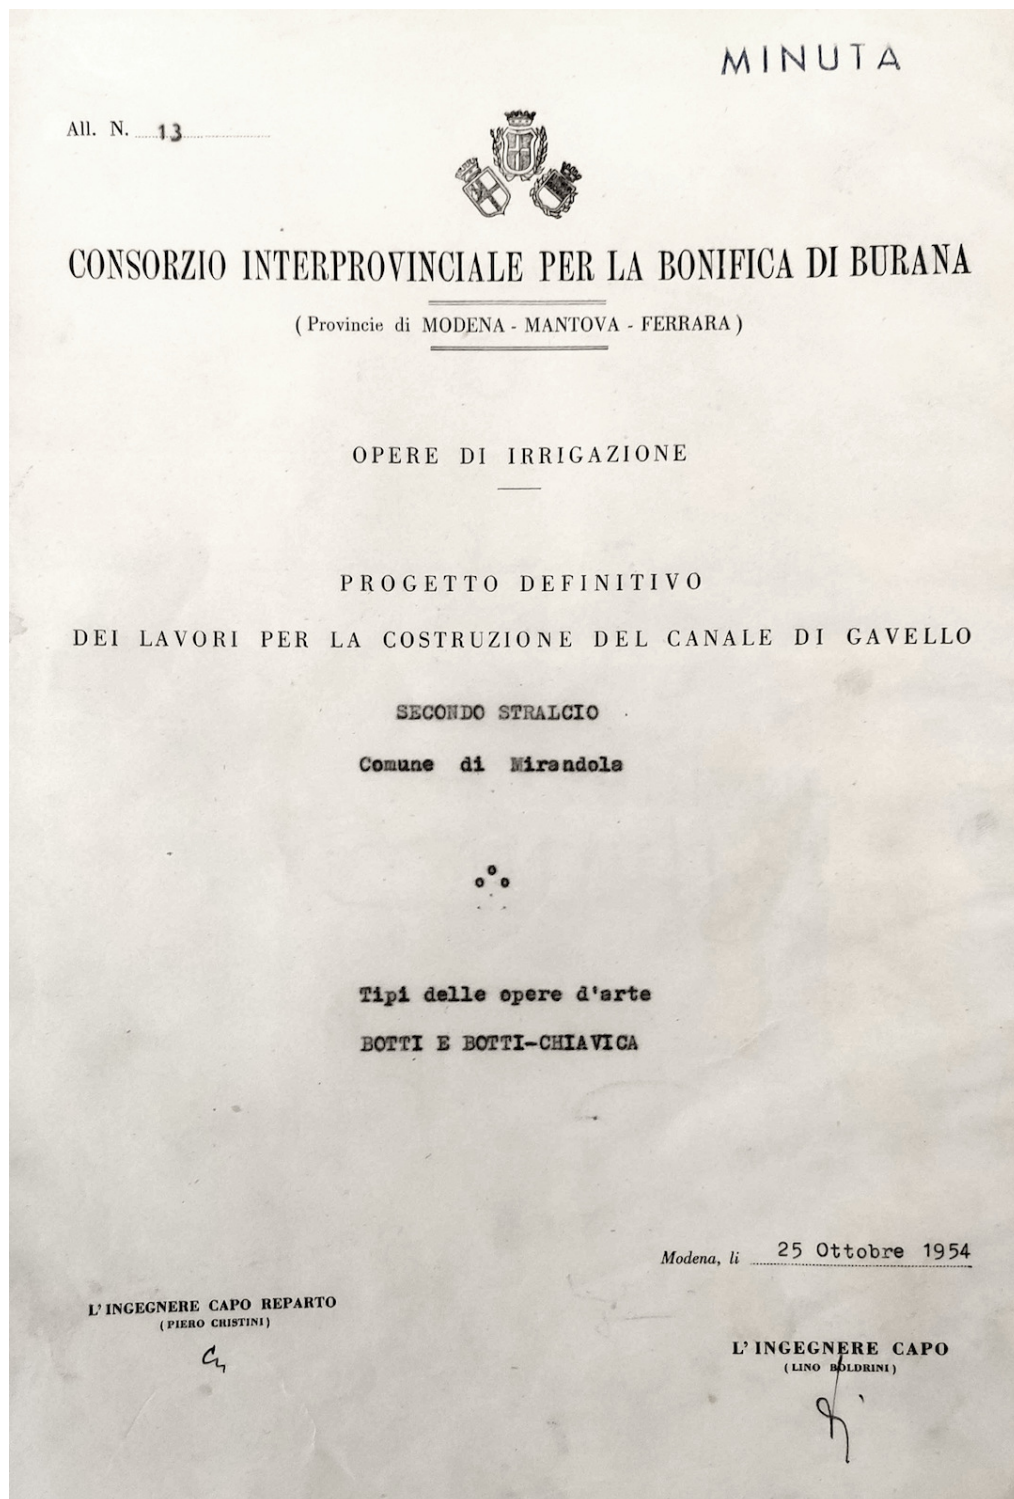 MINUTA
All. N. 13
CONSORZIO INTERPROVINCIALE PER LA BONIFICA DI BURANA
( Provincie di MODENA - MANTOVA - FERRARA )
OPERE DI IRRIGAZIONE
PROGETTO DEFINITIVO
DEI LAVORI PER LA COSTRUZIONE DEL CANALE DI GAVELLO
SECONDO STRALCIO
Comune di Mirandola
Tipi delle opere d'arte
BOTTI E BOTTI-CHIAVICA
Modena, li 25 Ottobre 1954
L' INGEGNERE CAPO REPARTO
(PIERO CRISTINI)
L' INGEGNERE CAPO
(LINO BOLDRINI)